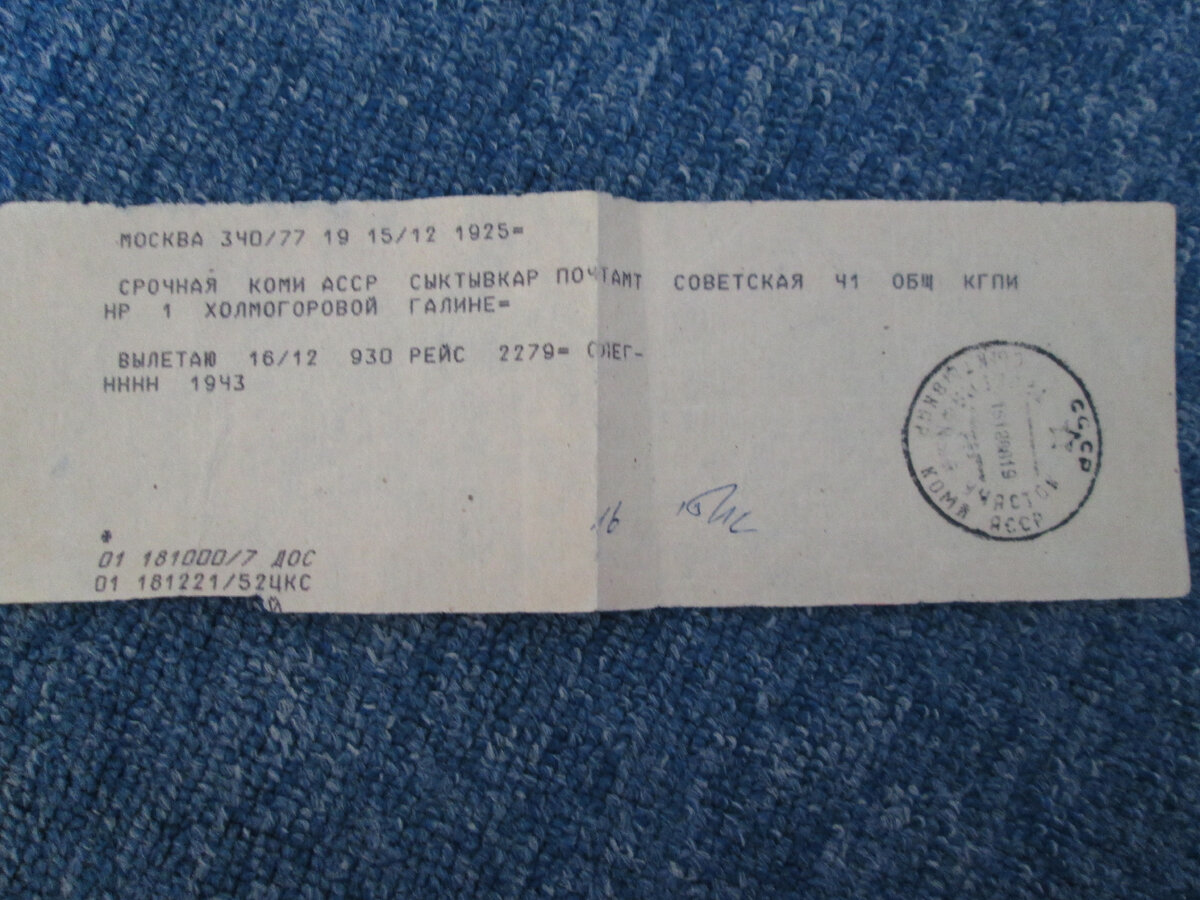 МОСКВА 340/77 19 15/12 1925=
СРОЧНАЯ КОМИ АССР СЫКТЫВКАР ПОЧТАМТ СОВЕТСКАЯ 41 ОБЩ КГПИ
НР 1 ХОЛМОГОРОВОЙ ГАЛИНЕ=
ВЫЛЕТАЮ 16/12 930 РЕЙС 2279= ОЛЕГ-
НННН 1943
СССР
КОМИ АССР
16
*
01 181000/7 ДОС
01 181221/52ЦКС
Й